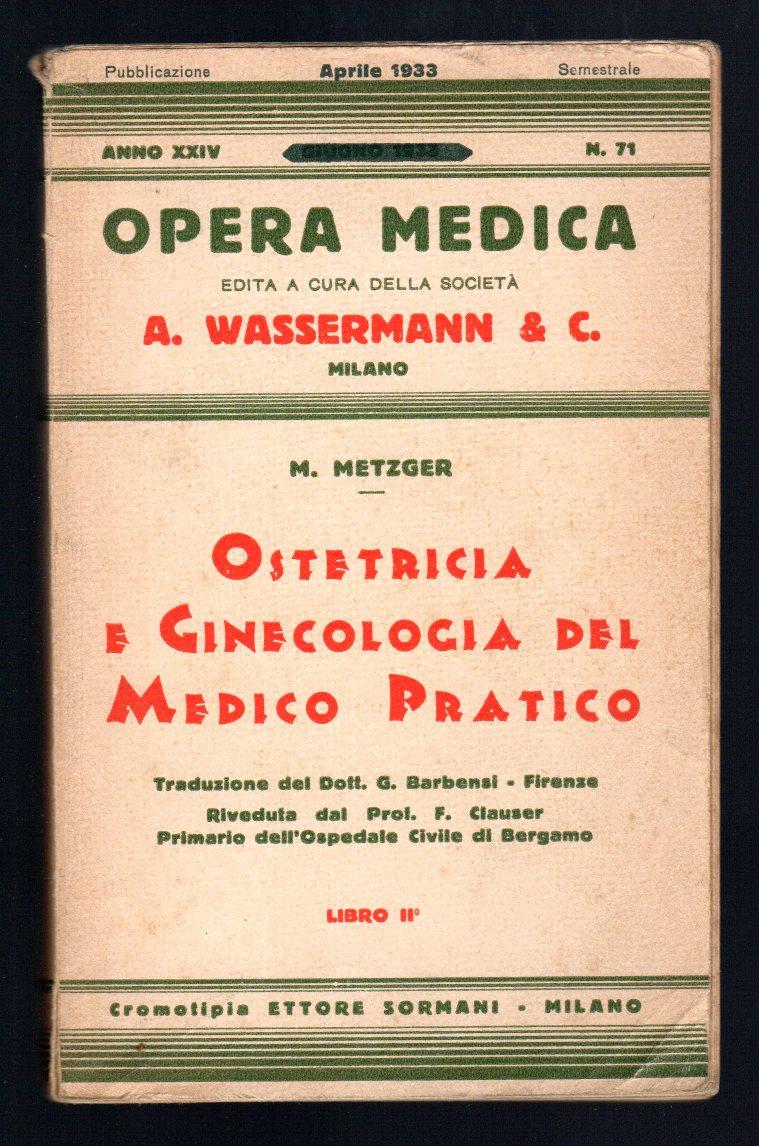 Pubblicazione Aprile 1933 Semestrale
ANNO XXIV GIUGNO 1933 N. 71
OPERA MEDICA
EDITA A CURA DELLA SOCIETÀ
A. WASSERMANN & C.
MILANO
M. METZGER
OSTETRICIA
E GINECOLOGIA DEL
MEDICO PRATICO
Traduzione del Dott. G. Barbensi - Firenze
Riveduta dal Prof. F. Clauser
Primario dell'Ospedale Civile di Bergamo
LIBRO II°
Cromotipia ETTORE SORMANI - MILANO